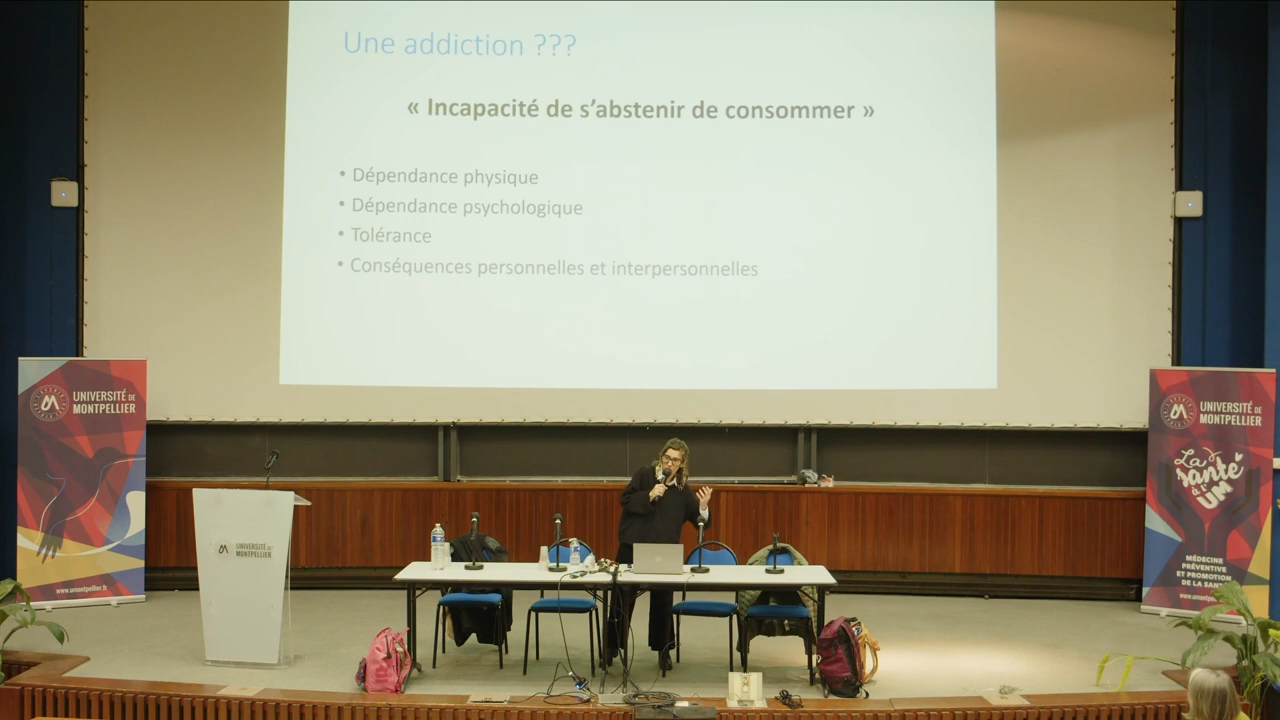 Une addiction ???
« Incapacité de s’abstenir de consommer »
• Dépendance physique
• Dépendance psychologique
• Tolérance
• Conséquences personnelles et interpersonnelles
UNIVERSITÉ DE
MONTPELLIER
www.umontpellier.fr
UNIVERSITÉ DE
MONTPELLIER
UNIVERSITÉ DE
MONTPELLIER
La
santé
à l'
UM
MÉDECINE
PRÉVENTIVE
ET PROMOTION
DE LA SANTÉ